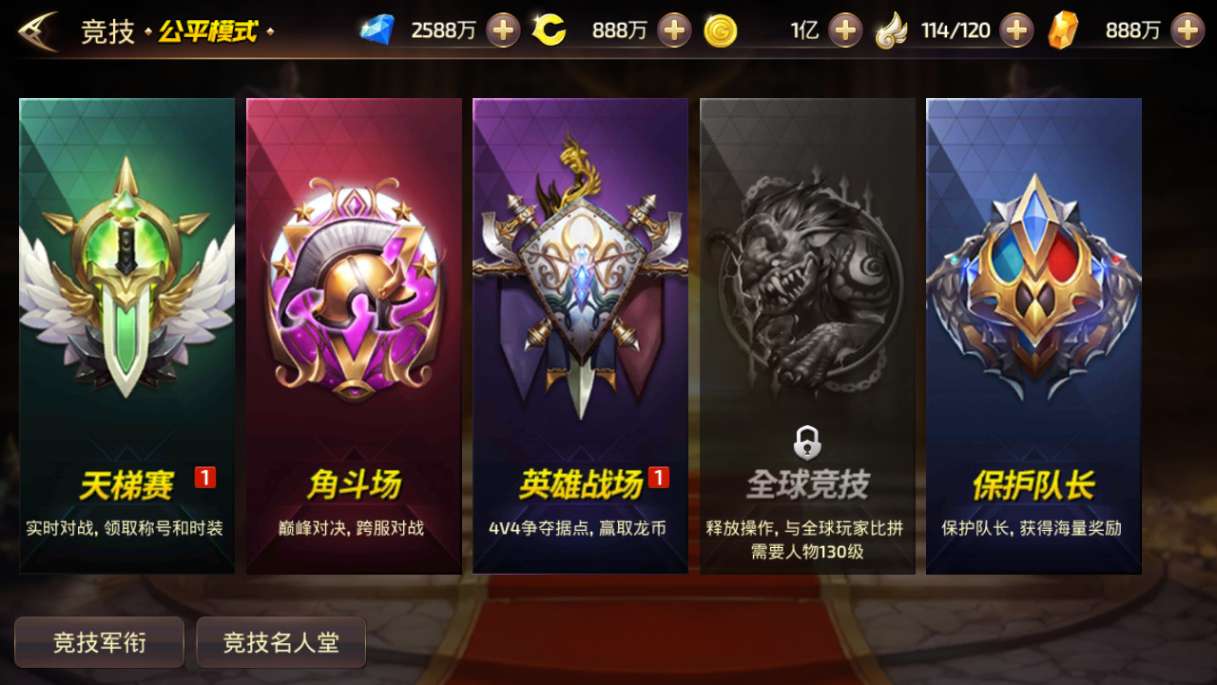 竞技·公平模式·
2588万
888万
1亿
114/120
888万
天梯赛 1
实时对战, 领取称号和时装
角斗场
巅峰对决, 跨服对战
英雄战场 1
4V4争夺据点, 赢取龙币
全球竞技
释放操作, 与全球玩家比拼
需要人物130级
保护队长
保护队长, 获得海量奖励
竞技军衔
竞技名人堂